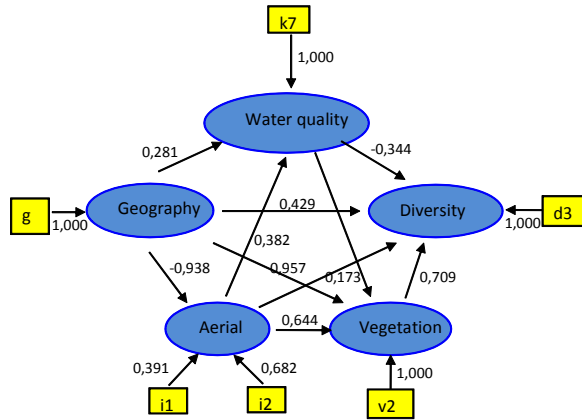 k7
1,000
Water quality
0,281
-0,344
g
1,000
Geography
0,429
Diversity
1,000
d3
0,382
-0,938
0,957
0,173
0,709
Aerial
0,644
Vegetation
0,391
0,682
1,000
i1
i2
v2